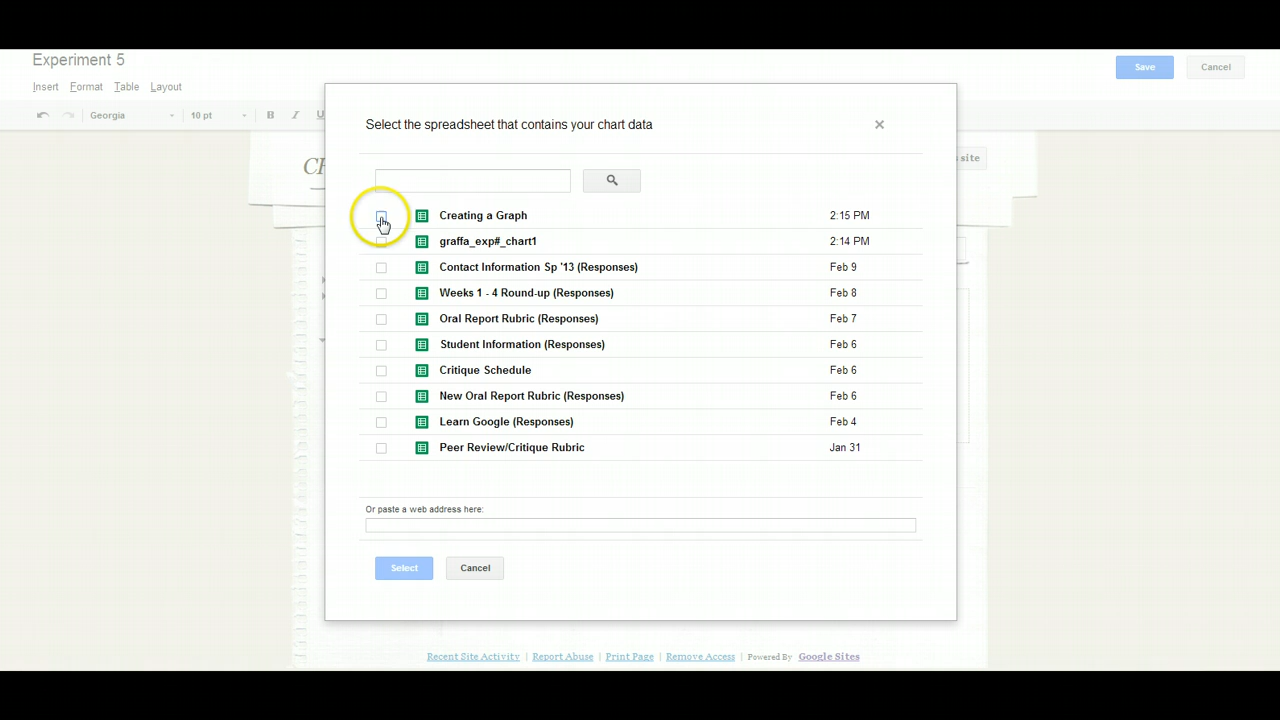 Experiment 5
Save
Cancel
Insert Format Table Layout
Georgia 10 pt B I U
Select the spreadsheet that contains your chart data
site
Creating a Graph 2:15 PM
graffa_exp#_chart1 2:14 PM
Contact Information Sp '13 (Responses) Feb 9
Weeks 1 - 4 Round-up (Responses) Feb 8
Oral Report Rubric (Responses) Feb 7
Student Information (Responses) Feb 6
Critique Schedule Feb 6
New Oral Report Rubric (Responses) Feb 6
Learn Google (Responses) Feb 4
Peer Review/Critique Rubric Jan 31
Or paste a web address here:
Select Cancel
Recent Site Activity | Report Abuse | Print Page | Remove Access | Powered By Google Sites